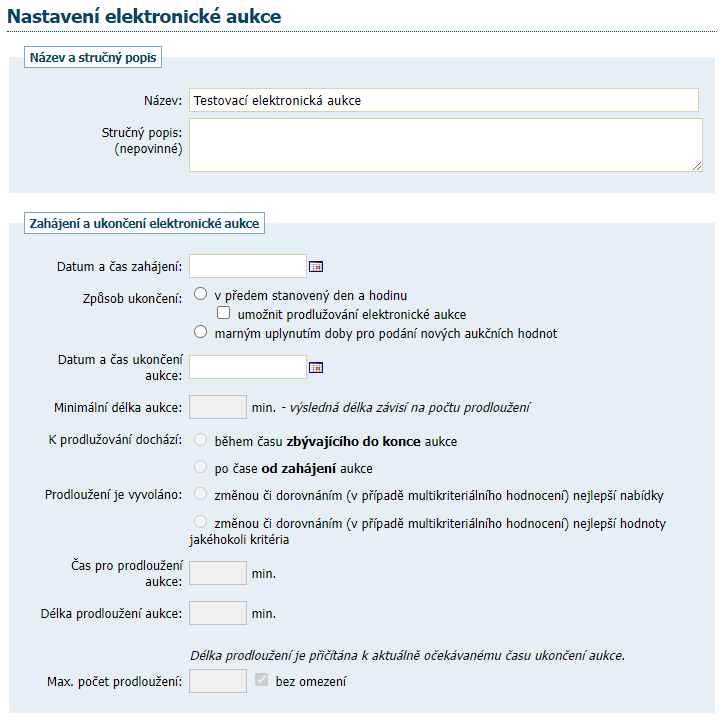 Nastavení elektronické aukce
Název a stručný popis
Název: Testovací elektronická aukce
Stručný popis:
(nepovinné)
Zahájení a ukončení elektronické aukce
Datum a čas zahájení:
Způsob ukončení: v předem stanovený den a hodinu
umožnit prodlužování elektronické aukce
marným uplynutím doby pro podání nových aukčních hodnot
Datum a čas ukončení
aukce:
Minimální délka aukce: min. - výsledná délka závisí na počtu prodloužení
K prodlužování dochází: během času zbývajícího do konce aukce
po čase od zahájení aukce
Prodloužení je vyvoláno: změnou či dorovnáním (v případě multikriteriálního hodnocení) nejlepší nabídky
změnou či dorovnáním (v případě multikriteriálního hodnocení) nejlepší hodnoty
jakéhokoli kritéria
Čas pro prodloužení
aukce: min.
Délka prodloužení aukce: min.
Délka prodloužení je přičítána k aktuálně očekávanému času ukončení aukce.
Max. počet prodloužení: bez omezení